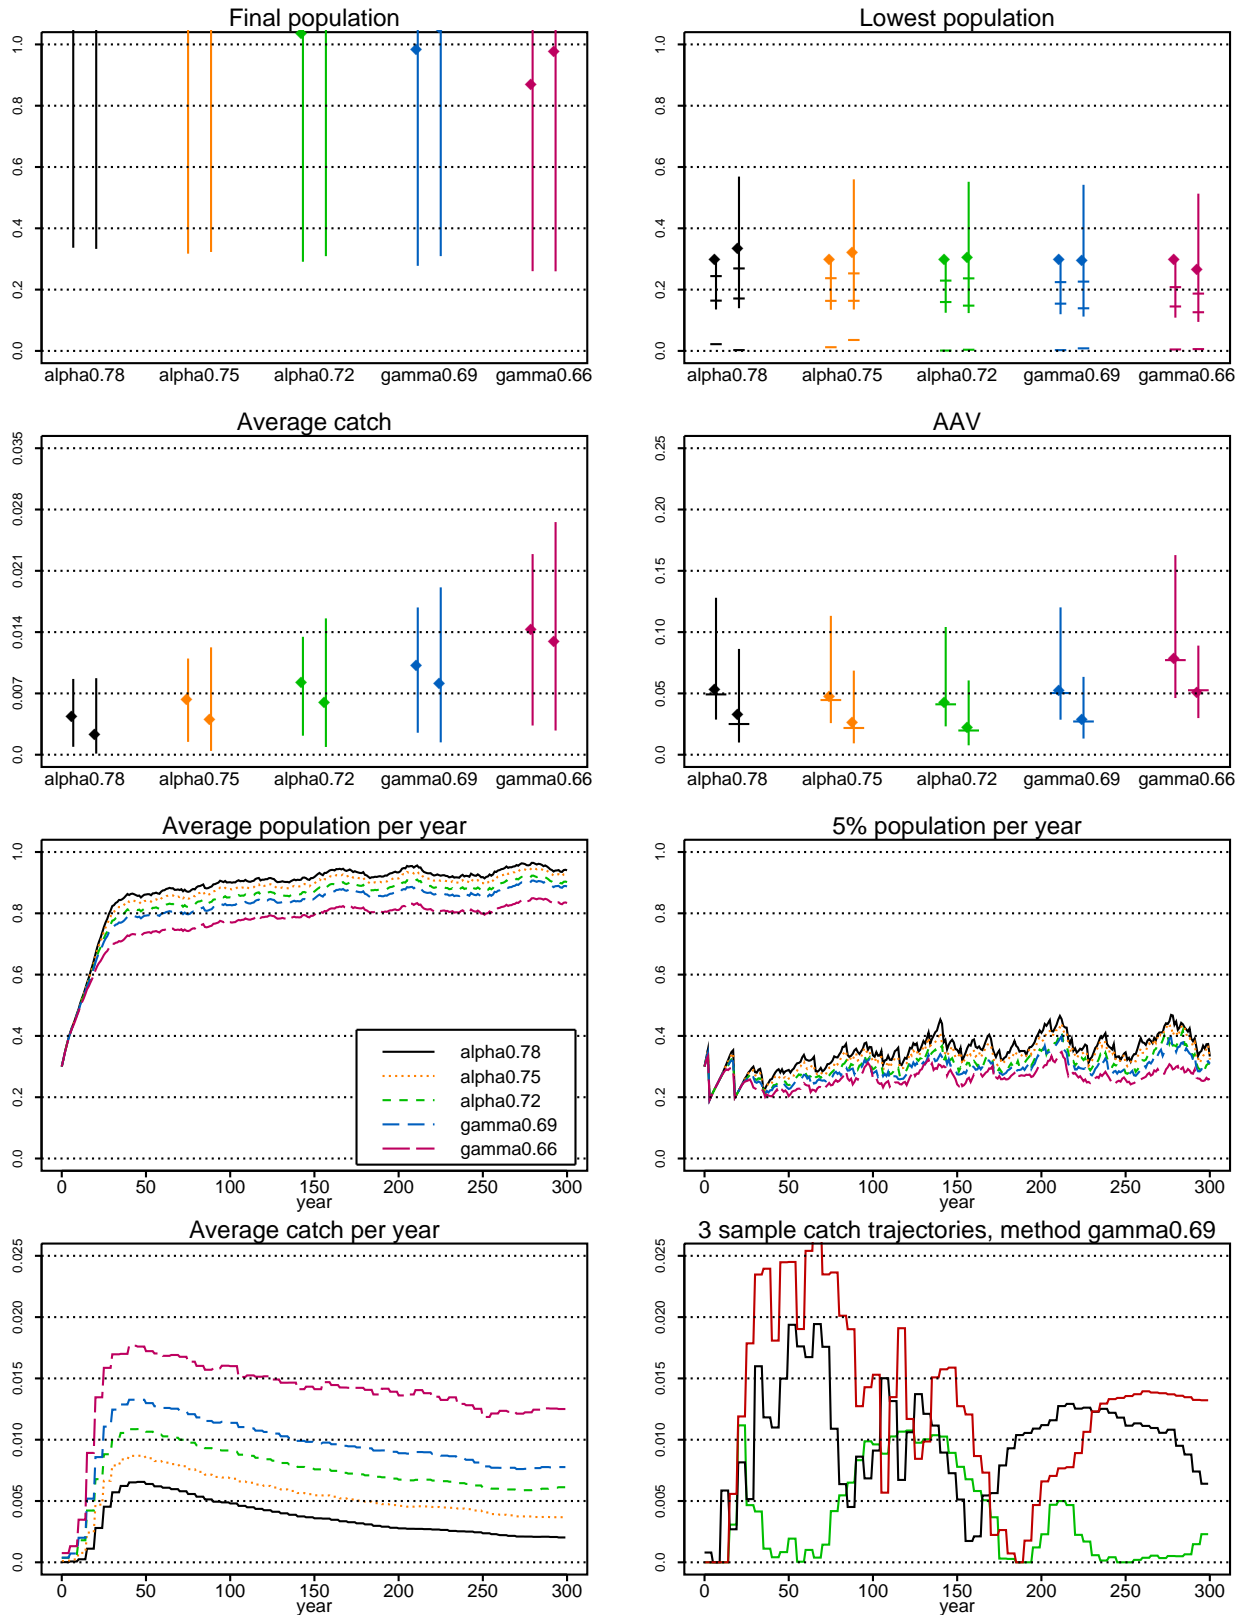 Final population
1.0
0.8
0.6
0.4
0.2
0.0
alpha0.78 alpha0.75 alpha0.72 gamma0.69 gamma0.66
Lowest population
1.0
0.8
0.6
0.4
0.2
0.0
alpha0.78 alpha0.75 alpha0.72 gamma0.69 gamma0.66
Average catch
0.035
0.028
0.021
0.014
0.007
0.0
alpha0.78 alpha0.75 alpha0.72 gamma0.69 gamma0.66
AAV
0.25
0.20
0.15
0.10
0.05
0.0
alpha0.78 alpha0.75 alpha0.72 gamma0.69 gamma0.66
Average population per year
1.0
0.8
0.6
0.4
0.2
0.0
alpha0.78
alpha0.75
alpha0.72
gamma0.69
gamma0.66
0 50 100 150 200 250 300
year
5% population per year
1.0
0.8
0.6
0.4
0.2
0.0
0 50 100 150 200 250 300
year
Average catch per year
0.025
0.020
0.015
0.010
0.005
0.0
0 50 100 150 200 250 300
year
3 sample catch trajectories, method gamma0.69
0.025
0.020
0.015
0.010
0.005
0.0
0 50 100 150 200 250 300
year